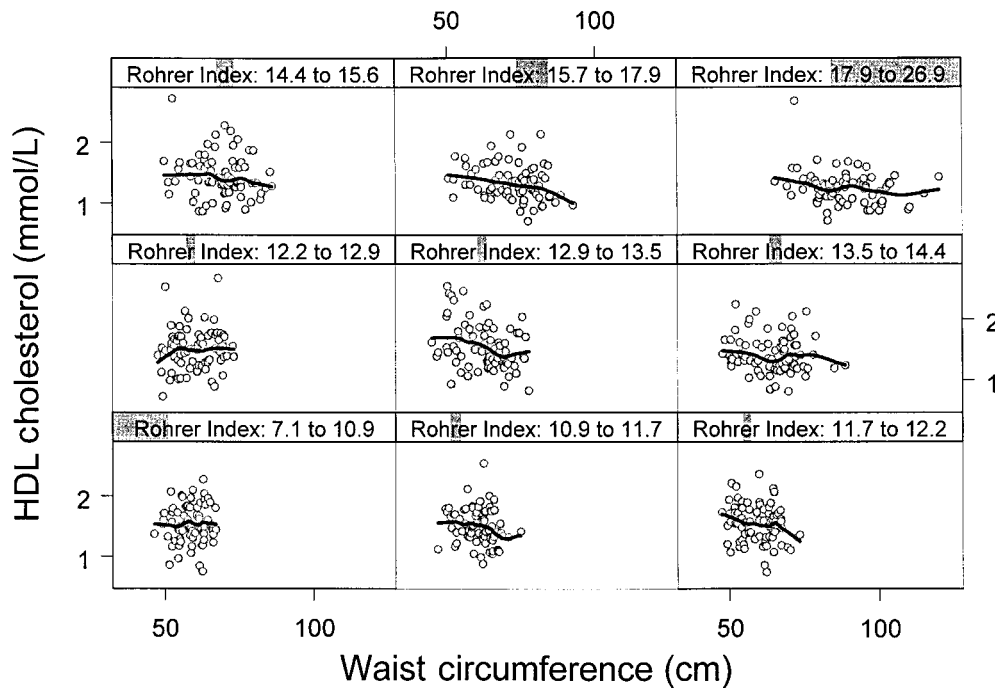 50 100
Rohrer Index: 14.4 to 15.6
Rohrer Index: 15.7 to 17.9
Rohrer Index: 17.9 to 26.9
2
1
Rohrer Index: 12.2 to 12.9
Rohrer Index: 12.9 to 13.5
Rohrer Index: 13.5 to 14.4
2
1
Rohrer Index: 7.1 to 10.9
Rohrer Index: 10.9 to 11.7
Rohrer Index: 11.7 to 12.2
2
1
HDL cholesterol (mmol/L)
50 100 50 100
Waist circumference (cm)